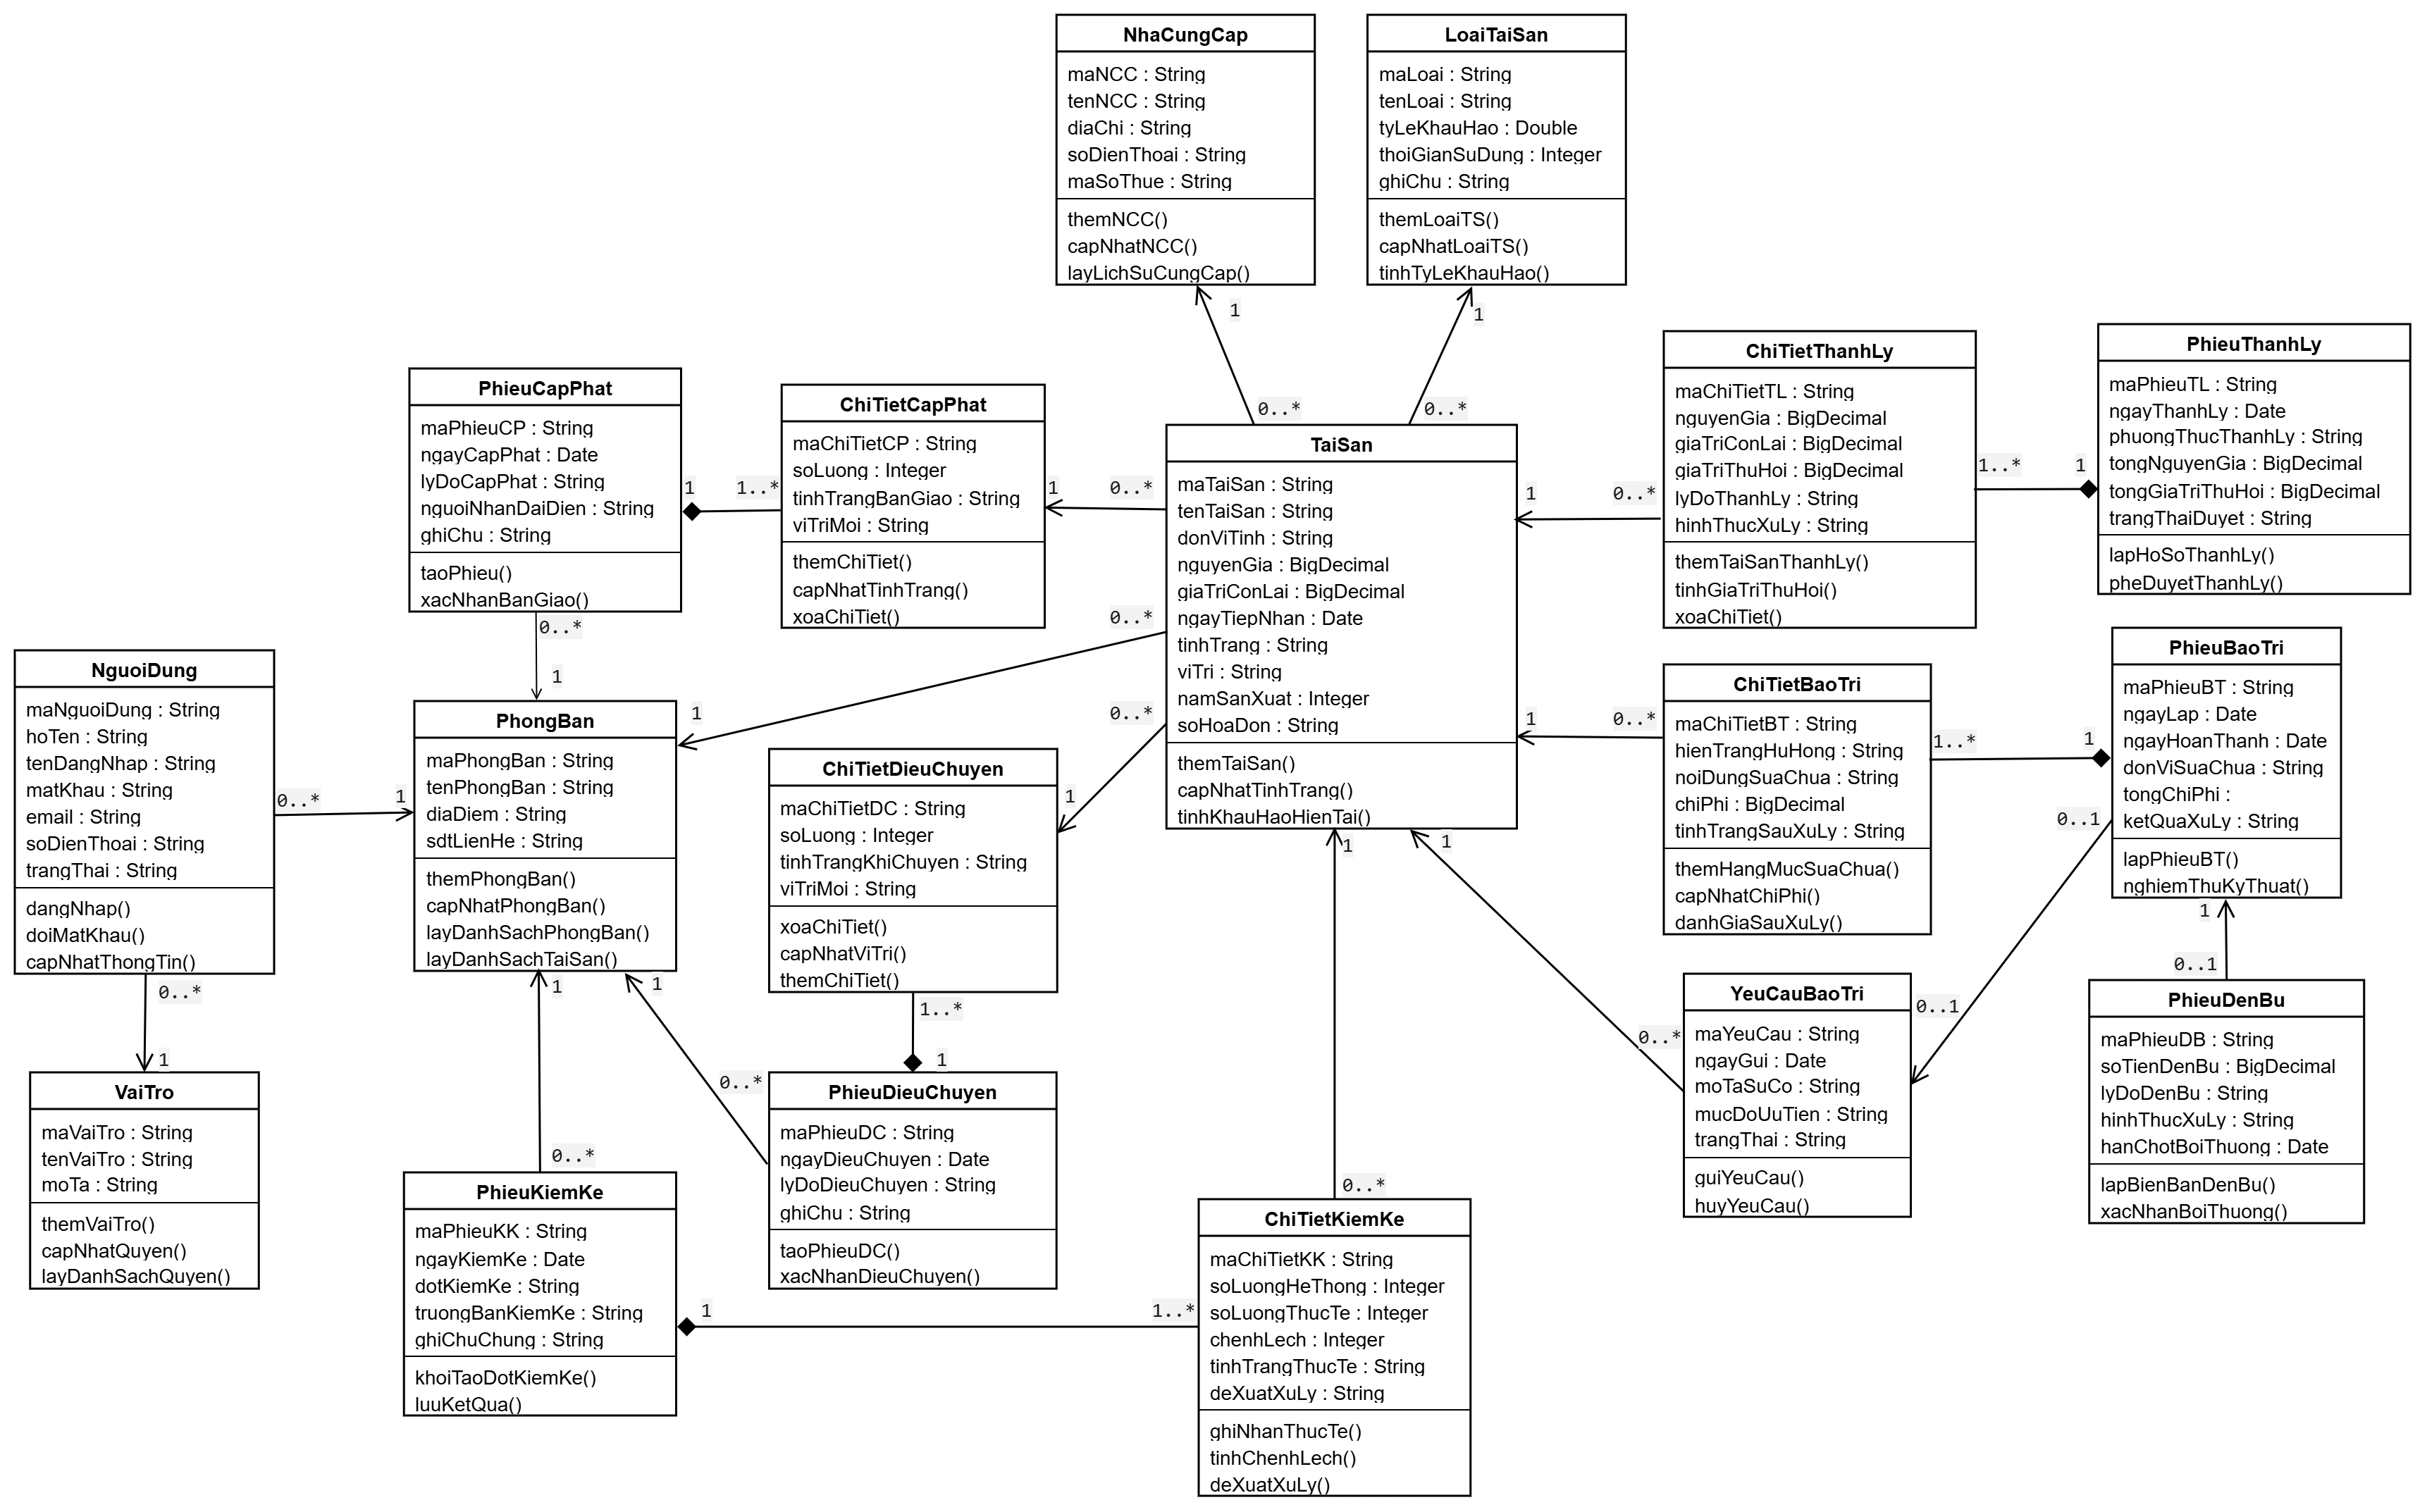 NhaCungCap
maNCC : String
tenNCC : String
diaChi : String
soDienThoai : String
maSoThue : String
themNCC()
capNhatNCC()
layLichSuCungCap()
LoaiTaiSan
maLoai : String
tenLoai : String
tyLeKhauHao : Double
thoiGianSuDung : Integer
ghiChu : String
themLoaiTS()
capNhatLoaiTS()
tinhTyLeKhauHao()
1
1
0..*
0..*
PhieuCapPhat
maPhieuCP : String
ngayCapPhat : Date
lyDoCapPhat : String
nguoiNhanDaiDien : String
ghiChu : String
taoPhieu()
xacNhanBanGiao()
1
1..*
ChiTietCapPhat
maChiTietCP : String
soLuong : Integer
tinhTrangBanGiao : String
viTriMoi : String
themChiTiet()
capNhatTinhTrang()
xoaChiTiet()
1
0..*
TaiSan
maTaiSan : String
tenTaiSan : String
donViTinh : String
nguyenGia : BigDecimal
giaTriConLai : BigDecimal
ngayTiepNhan : Date
tinhTrang : String
viTri : String
namSanXuat : Integer
soHoaDon : String
themTaiSan()
capNhatTinhTrang()
tinhKhauHaoHienTai()
1
0..*
ChiTietThanhLy
maChiTietTL : String
nguyenGia : BigDecimal
giaTriConLai : BigDecimal
giaTriThuHoi : BigDecimal
lyDoThanhLy : String
hinhThucXuLy : String
themTaiSanThanhLy()
tinhGiaTriThuHoi()
xoaChiTiet()
1..*
1
PhieuThanhLy
maPhieuTL : String
ngayThanhLy : Date
phuongThucThanhLy : String
tongNguyenGia : BigDecimal
tongGiaTriThuHoi : BigDecimal
trangThaiDuyet : String
lapHoSoThanhLy()
pheDuyetThanhLy()
0..*
1
0..*
1
NguoiDung
maNguoiDung : String
hoTen : String
tenDangNhap : String
matKhau : String
email : String
soDienThoai : String
trangThai : String
dangNhap()
doiMatKhau()
capNhatThongTin()
0..*
1
PhongBan
maPhongBan : String
tenPhongBan : String
diaDiem : String
sdtLienHe : String
themPhongBan()
capNhatPhongBan()
layDanhSachPhongBan()
layDanhSachTaiSan()
0..*
1
ChiTietDieuChuyen
maChiTietDC : String
soLuong : Integer
tinhTrangKhiChuyen : String
viTriMoi : String
xoaChiTiet()
capNhatViTri()
themChiTiet()
1
0..*
ChiTietBaoTri
maChiTietBT : String
hienTrangHuHong : String
noiDungSuaChua : String
chiPhi : BigDecimal
tinhTrangSauXuLy : String
themHangMucSuaChua()
capNhatChiPhi()
danhGiaSauXuLy()
1..*
1
PhieuBaoTri
maPhieuBT : String
ngayLap : Date
ngayHoanThanh : Date
donViSuaChua : String
tongChiPhi :
ketQuaXuLy : String
lapPhieuBT()
nghiemThuKyThuat()
0..1
0..1
1
0..1
1
1
0..*
YeuCauBaoTri
maYeuCau : String
ngayGui : Date
moTaSuCo : String
mucDoUuTien : String
trangThai : String
guiYeuCau()
huyYeuCau()
PhieuDenBu
maPhieuDB : String
soTienDenBu : BigDecimal
lyDoDenBu : String
hinhThucXuLy : String
hanChotBoiThuong : Date
lapBienBanDenBu()
xacNhanBoiThuong()
0..*
1
VaiTro
maVaiTro : String
tenVaiTro : String
moTa : String
themVaiTro()
capNhatQuyen()
layDanhSachQuyen()
1
1
0..*
0..*
1..*
1
PhieuDieuChuyen
maPhieuDC : String
ngayDieuChuyen : Date
lyDoDieuChuyen : String
ghiChu : String
taoPhieuDC()
xacNhanDieuChuyen()
PhieuKiemKe
maPhieuKK : String
ngayKiemKe : Date
dotKiemKe : String
truongBanKiemKe : String
ghiChuChung : String
khoiTaoDotKiemKe()
luuKetQua()
1
1..*
0..*
ChiTietKiemKe
maChiTietKK : String
soLuongHeThong : Integer
soLuongThucTe : Integer
chenhLech : Integer
tinhTrangThucTe : String
deXuatXuLy : String
ghiNhanThucTe()
tinhChenhLech()
deXuatXuLy()